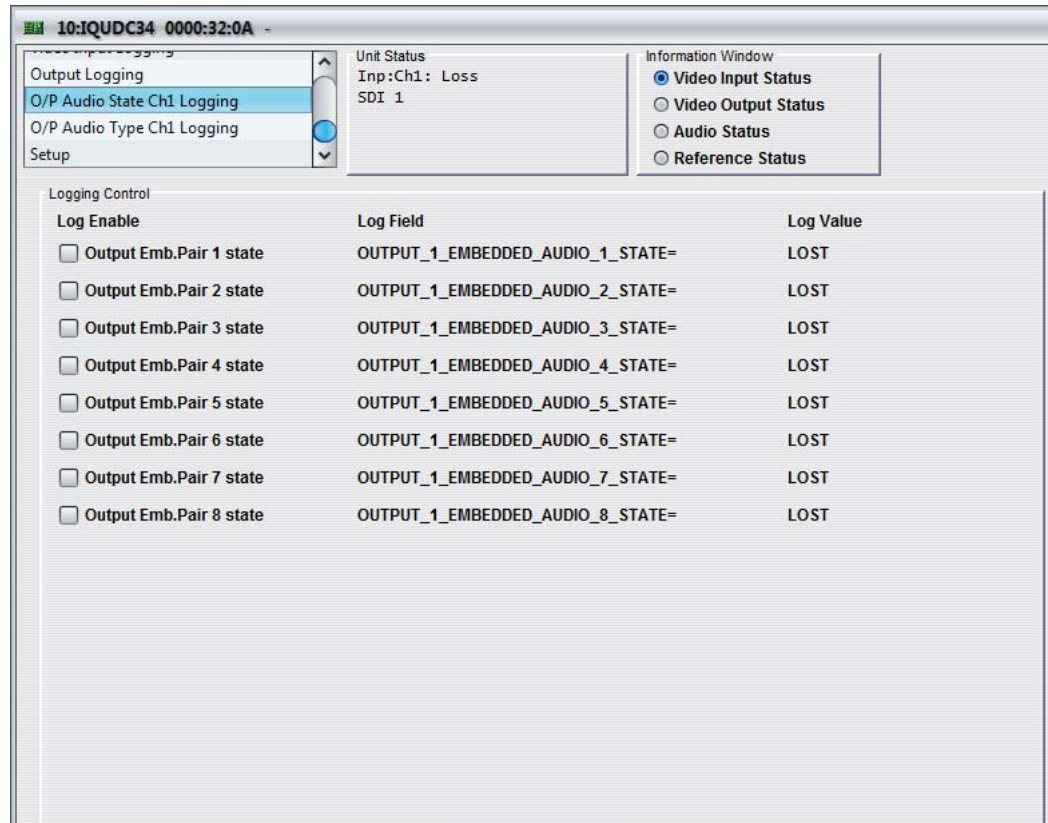 10:IQUDC34 0000:32:0A -
Output Logging
O/P Audio State Ch1 Logging
O/P Audio Type Ch1 Logging
Setup
Unit Status
Inp:Ch1: Loss
SDI 1
Information Window
Video Input Status
Video Output Status
Audio Status
Reference Status
Logging Control
Log Enable Log Field Log Value
Output Emb.Pair 1 state OUTPUT_1_EMBEDDED_AUDIO_1_STATE= LOST
Output Emb.Pair 2 state OUTPUT_1_EMBEDDED_AUDIO_2_STATE= LOST
Output Emb.Pair 3 state OUTPUT_1_EMBEDDED_AUDIO_3_STATE= LOST
Output Emb.Pair 4 state OUTPUT_1_EMBEDDED_AUDIO_4_STATE= LOST
Output Emb.Pair 5 state OUTPUT_1_EMBEDDED_AUDIO_5_STATE= LOST
Output Emb.Pair 6 state OUTPUT_1_EMBEDDED_AUDIO_6_STATE= LOST
Output Emb.Pair 7 state OUTPUT_1_EMBEDDED_AUDIO_7_STATE= LOST
Output Emb.Pair 8 state OUTPUT_1_EMBEDDED_AUDIO_8_STATE= LOST